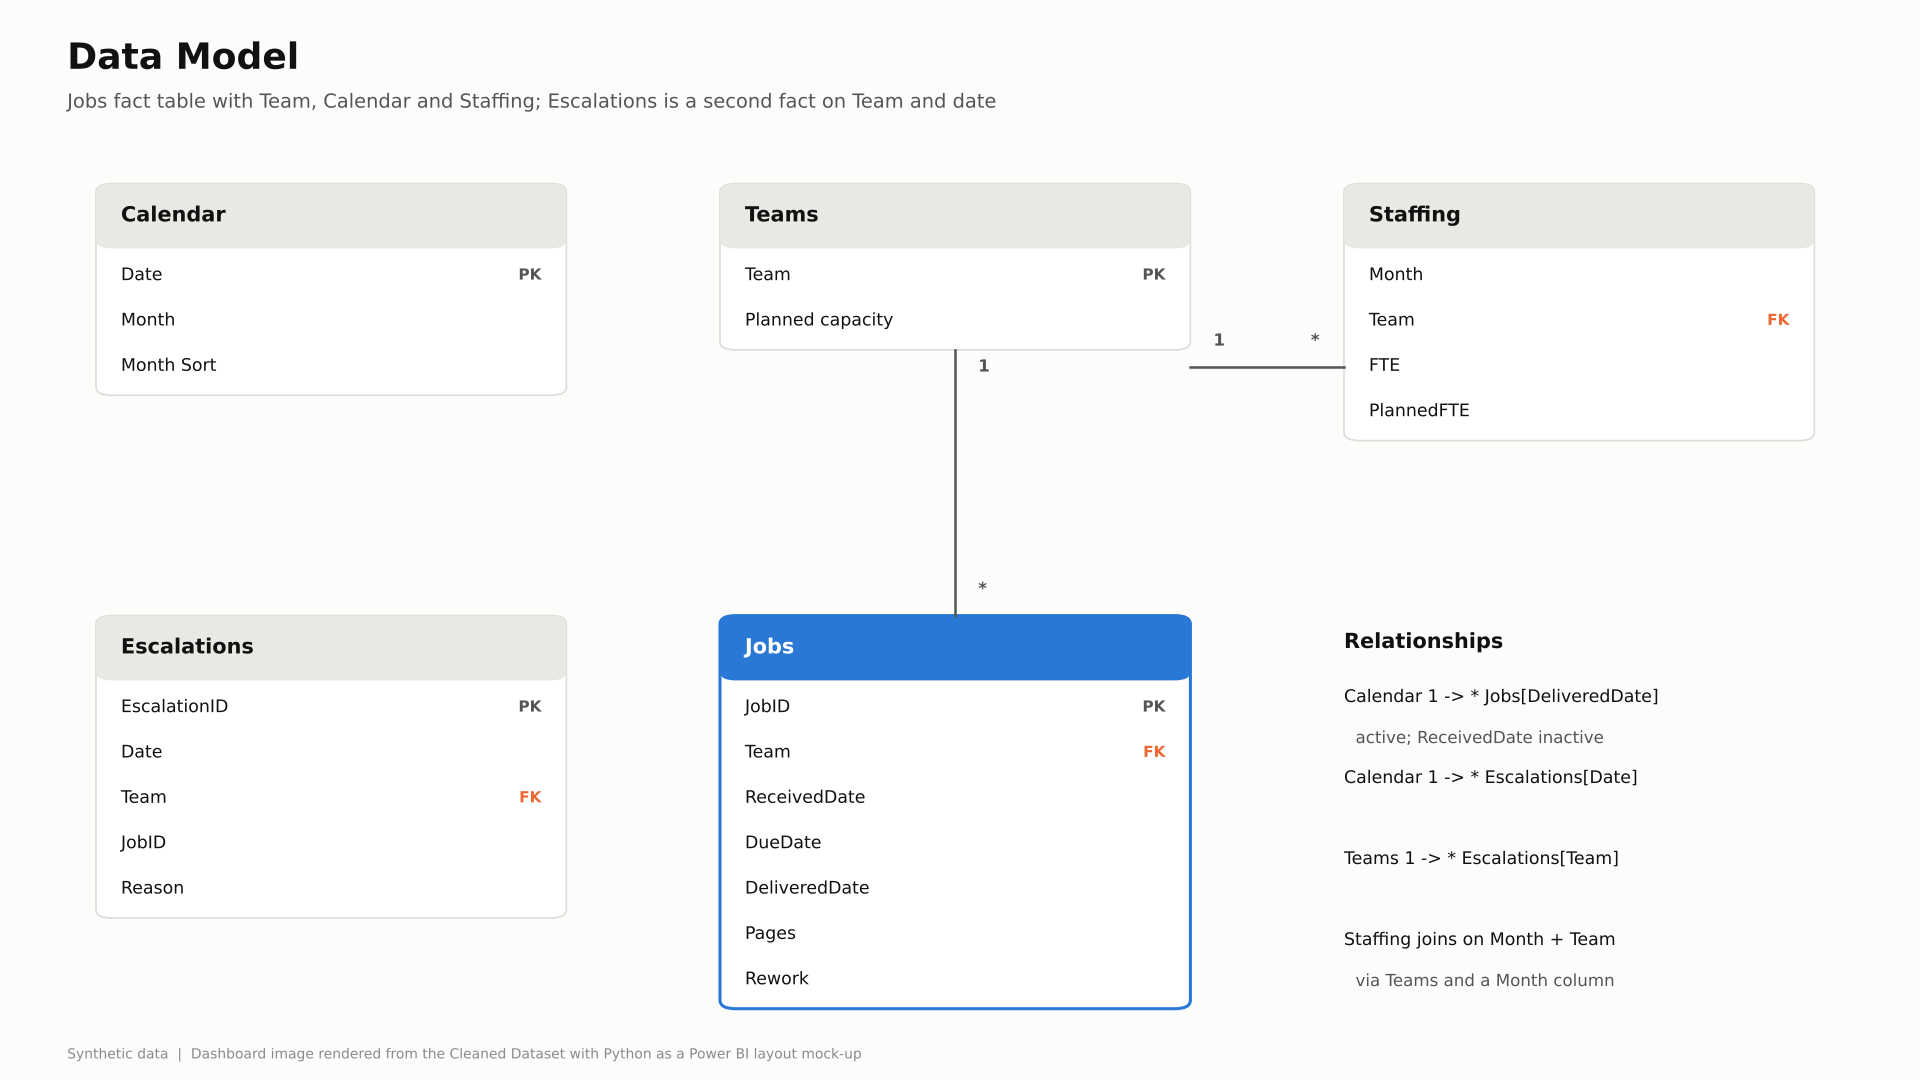 Data Model
Jobs fact table with Team, Calendar and Staffing; Escalations is a second fact on Team and date
Calendar
Date PK
Month
Month Sort
Teams
Team PK
Planned capacity
1
*
1 *
Staffing
Month
Team FK
FTE
PlannedFTE
Escalations
EscalationID PK
Date
Team FK
JobID
Reason
Jobs
JobID PK
Team FK
ReceivedDate
DueDate
DeliveredDate
Pages
Rework
Relationships
Calendar 1 -> * Jobs[DeliveredDate]
active; ReceivedDate inactive
Calendar 1 -> * Escalations[Date]
Teams 1 -> * Escalations[Team]
Staffing joins on Month + Team
via Teams and a Month column
Synthetic data | Dashboard image rendered from the Cleaned Dataset with Python as a Power BI layout mock-up